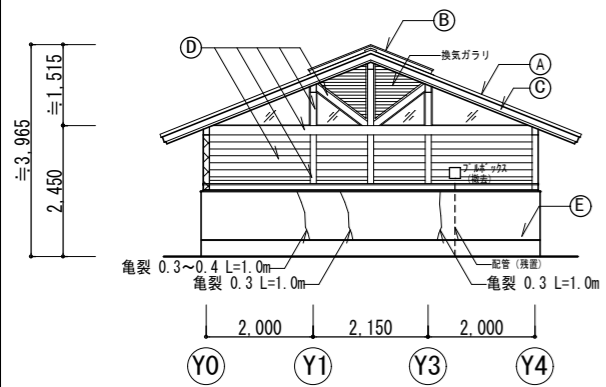 B
D
換気ガラリ
A
C
≒1,515
≒3,965
2,450
プルボックス
(撤去)
E
亀裂 0.3~0.4 L=1.0m
配管 (残置)
亀裂 0.3 L=1.0m
亀裂 0.3 L=1.0m
2,000
2,150
2,000
Y0
Y1
Y3
Y4